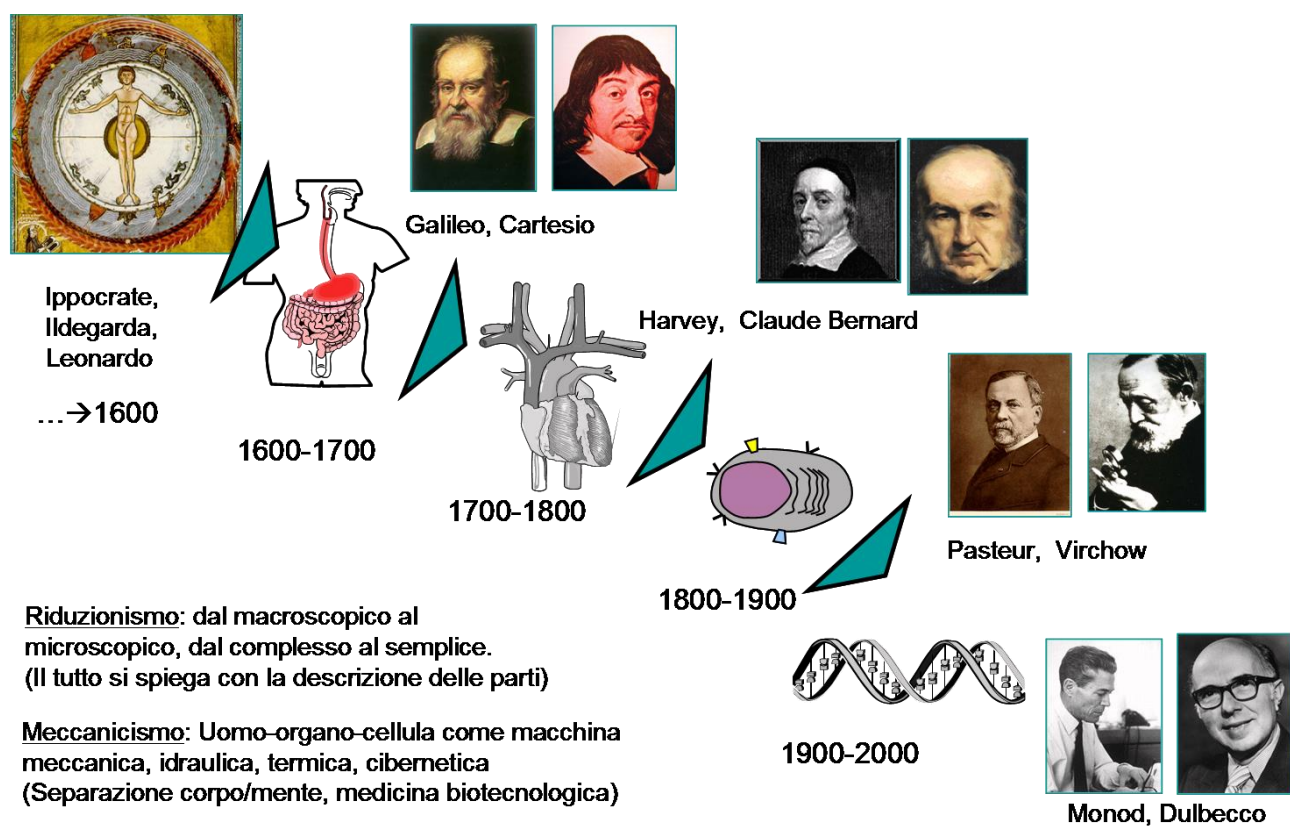 Galileo, Cartesio
Ippocrate,
Ildegarda,
Leonardo
…→1600
Harvey,  Claude Bernard
1600-1700
1700-1800
Pasteur,  Virchow
1800-1900
Riduzionismo: dal macroscopico al
microscopico, dal complesso al semplice.
(Il tutto si spiega con la descrizione delle parti)
Meccanicismo: Uomo-organo-cellula come macchina
meccanica, idraulica, termica, cibernetica
(Separazione corpo/mente, medicina biotecnologica)
1900-2000
Monod, Dulbecco